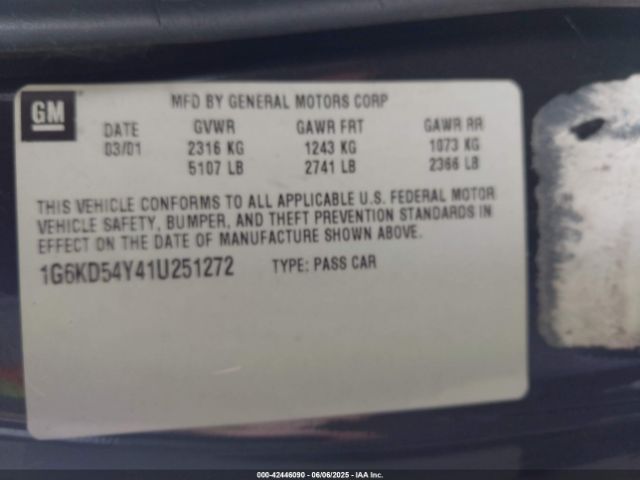 GM
MFD BY GENERAL MOTORS CORP
DATE GVWR GAWR FRT GAWR RR
03/01 2316 KG 1243 KG 1073 KG
5107 LB 2741 LB 2366 LB
THIS VEHICLE CONFORMS TO ALL APPLICABLE U.S. FEDERAL MOTOR
VEHICLE SAFETY, BUMPER, AND THEFT PREVENTION STANDARDS IN
EFFECT ON THE DATE OF MANUFACTURE SHOWN ABOVE.
1G6KD54Y41U251272 TYPE: PASS CAR
000-42446090 - 06/06/2025 - IAA Inc.